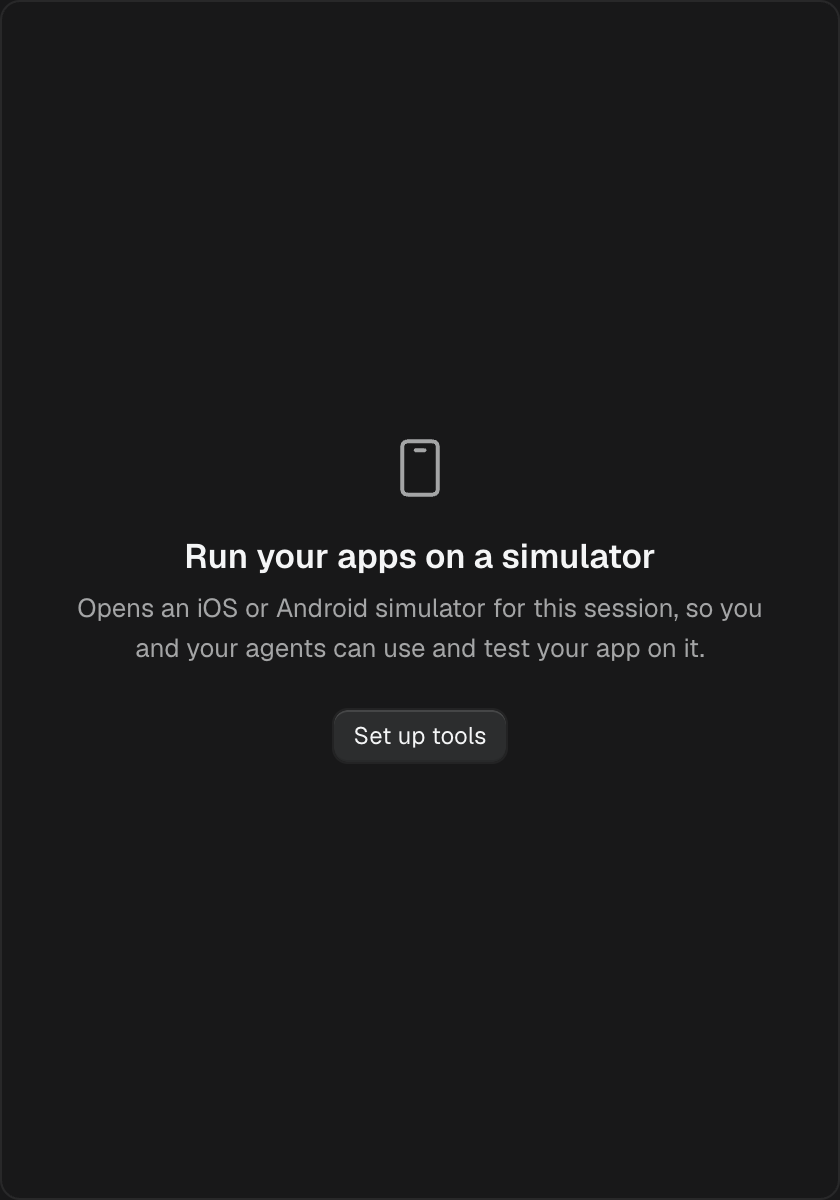 Run your apps on a simulator
Opens an iOS or Android simulator for this session, so you
and your agents can use and test your app on it.
Set up tools